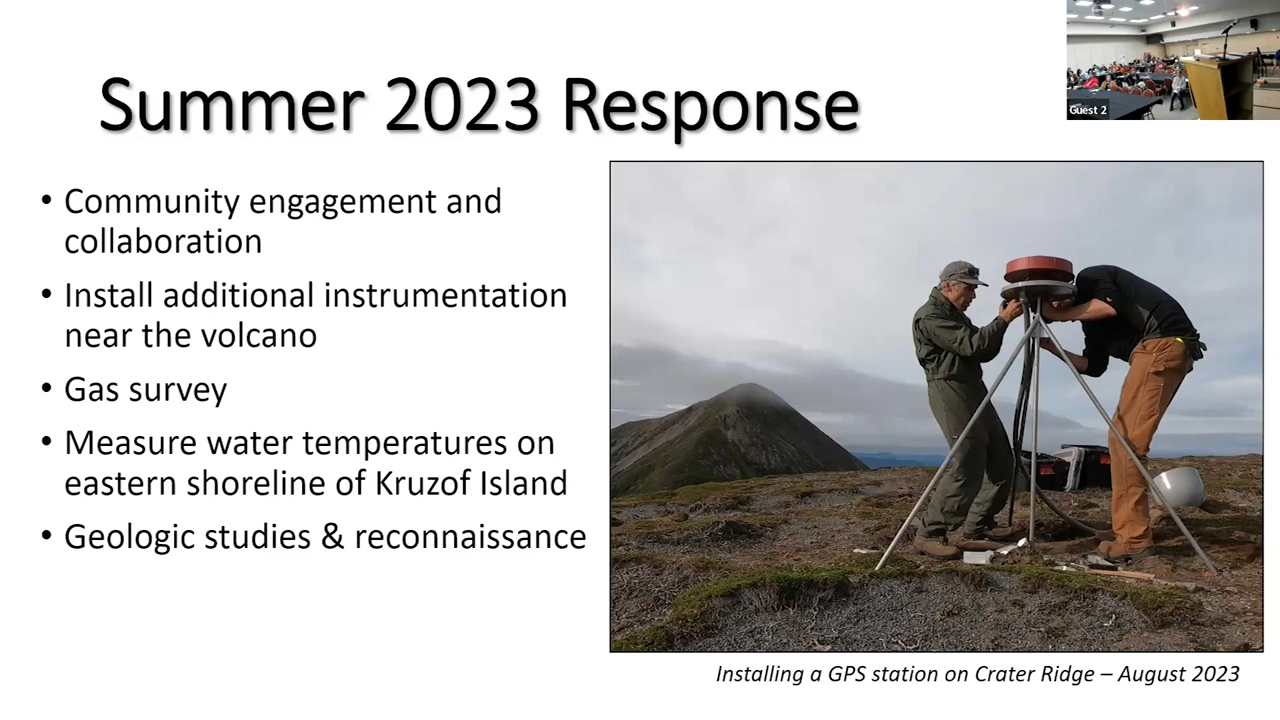 Summer 2023 Response
Guest 2
• Community engagement and
collaboration
• Install additional instrumentation
near the volcano
• Gas survey
• Measure water temperatures on
eastern shoreline of Kruzof Island
• Geologic studies & reconnaissance
Installing a GPS station on Crater Ridge – August 2023